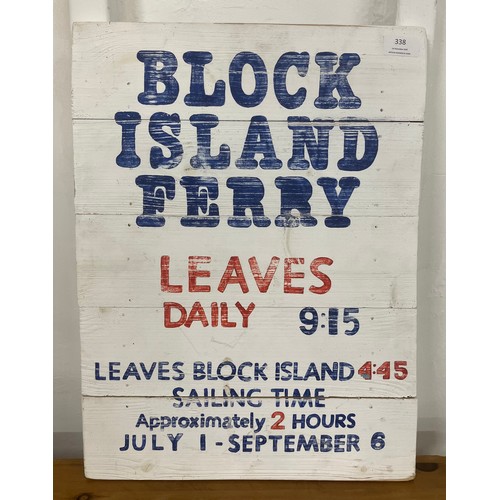 338
BLOCK
ISLAND
FERRY
LEAVES
DAILY 9:15
LEAVES BLOCK ISLAND 4:45
SAILING TIME
Approximately 2 HOURS
JULY 1 - SEPTEMBER 6